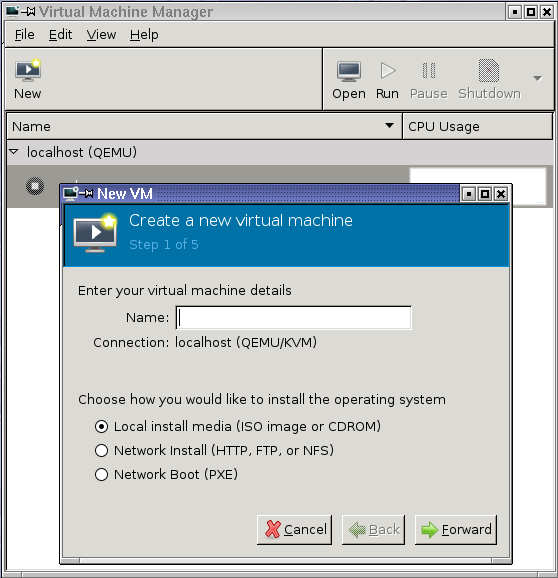 Virtual Machine Manager
File Edit View Help
New Open Run Pause Shutdown
Name CPU Usage
localhost (QEMU)
New VM
Create a new virtual machine
Step 1 of 5
Enter your virtual machine details
Name:
Connection: localhost (QEMU/KVM)
Choose how you would like to install the operating system
Local install media (ISO image or CDROM)
Network Install (HTTP, FTP, or NFS)
Network Boot (PXE)
Cancel Back Forward